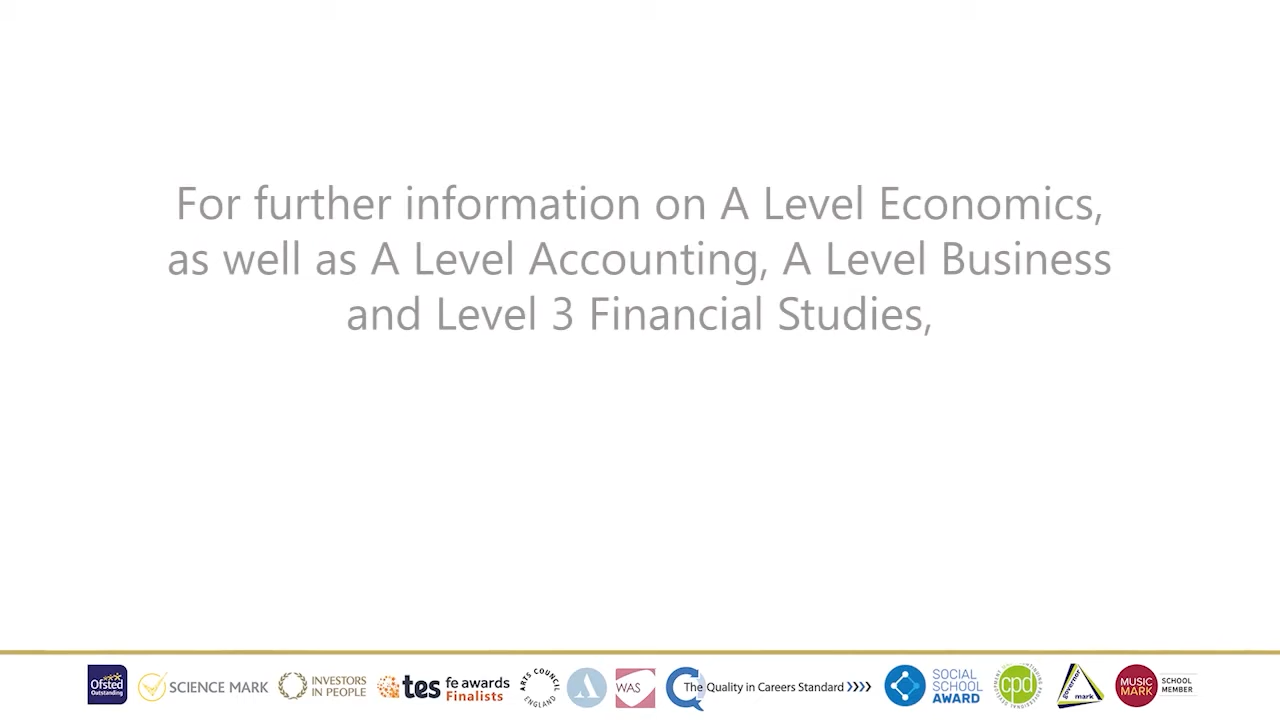 For further information on A Level Economics,
as well as A Level Accounting, A Level Business
and Level 3 Financial Studies,
Ofsted
Outstanding
SCIENCE MARK
INVESTORS
IN PEOPLE
tes fe awards
Finalists
ARTS COUNCIL
ENGLAND
WAS
The Quality in Careers Standard
SOCIAL
SCHOOL
AWARD
cpd
governor
mark
MUSIC
MARK
SCHOOL
MEMBER